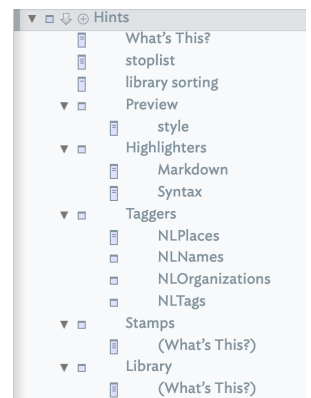 Hints
What's This?
stoplist
library sorting
Preview
style
Highlighters
Markdown
Syntax
Taggers
NLPlaces
NLNames
NLOrganizations
NLTags
Stamps
(What's This?)
Library
(What's This?)